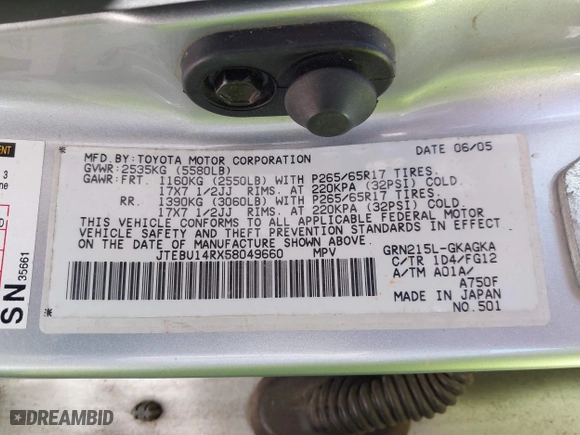 MFD. BY: TOYOTA MOTOR CORPORATION DATE 06/05
GVWR: 2535KG (5580LB)
GAWR: FRT. 1160KG (2550LB) WITH P265/65R17 TIRES.
17X7 1/2JJ RIMS. AT 220KPA (32PSI) COLD.
RR. 1390KG (3060LB) WITH P265/65R17 TIRES.
17X7 1/2JJ RIMS. AT 220KPA (32PSI) COLD.
THIS VEHICLE CONFORMS TO ALL APPLICABLE FEDERAL MOTOR
VEHICLE SAFETY AND THEFT PREVENTION STANDARDS IN
EFFECT ON THE DATE OF MANUFACTURE SHOWN ABOVE.
JTEBU14RX58049660 MPV
GRN215L-GKAGKA
C/TR 1D4/FG12
A/TM A01A/
A750F
MADE IN JAPAN
NO.501
SN 35661
DREAMBID